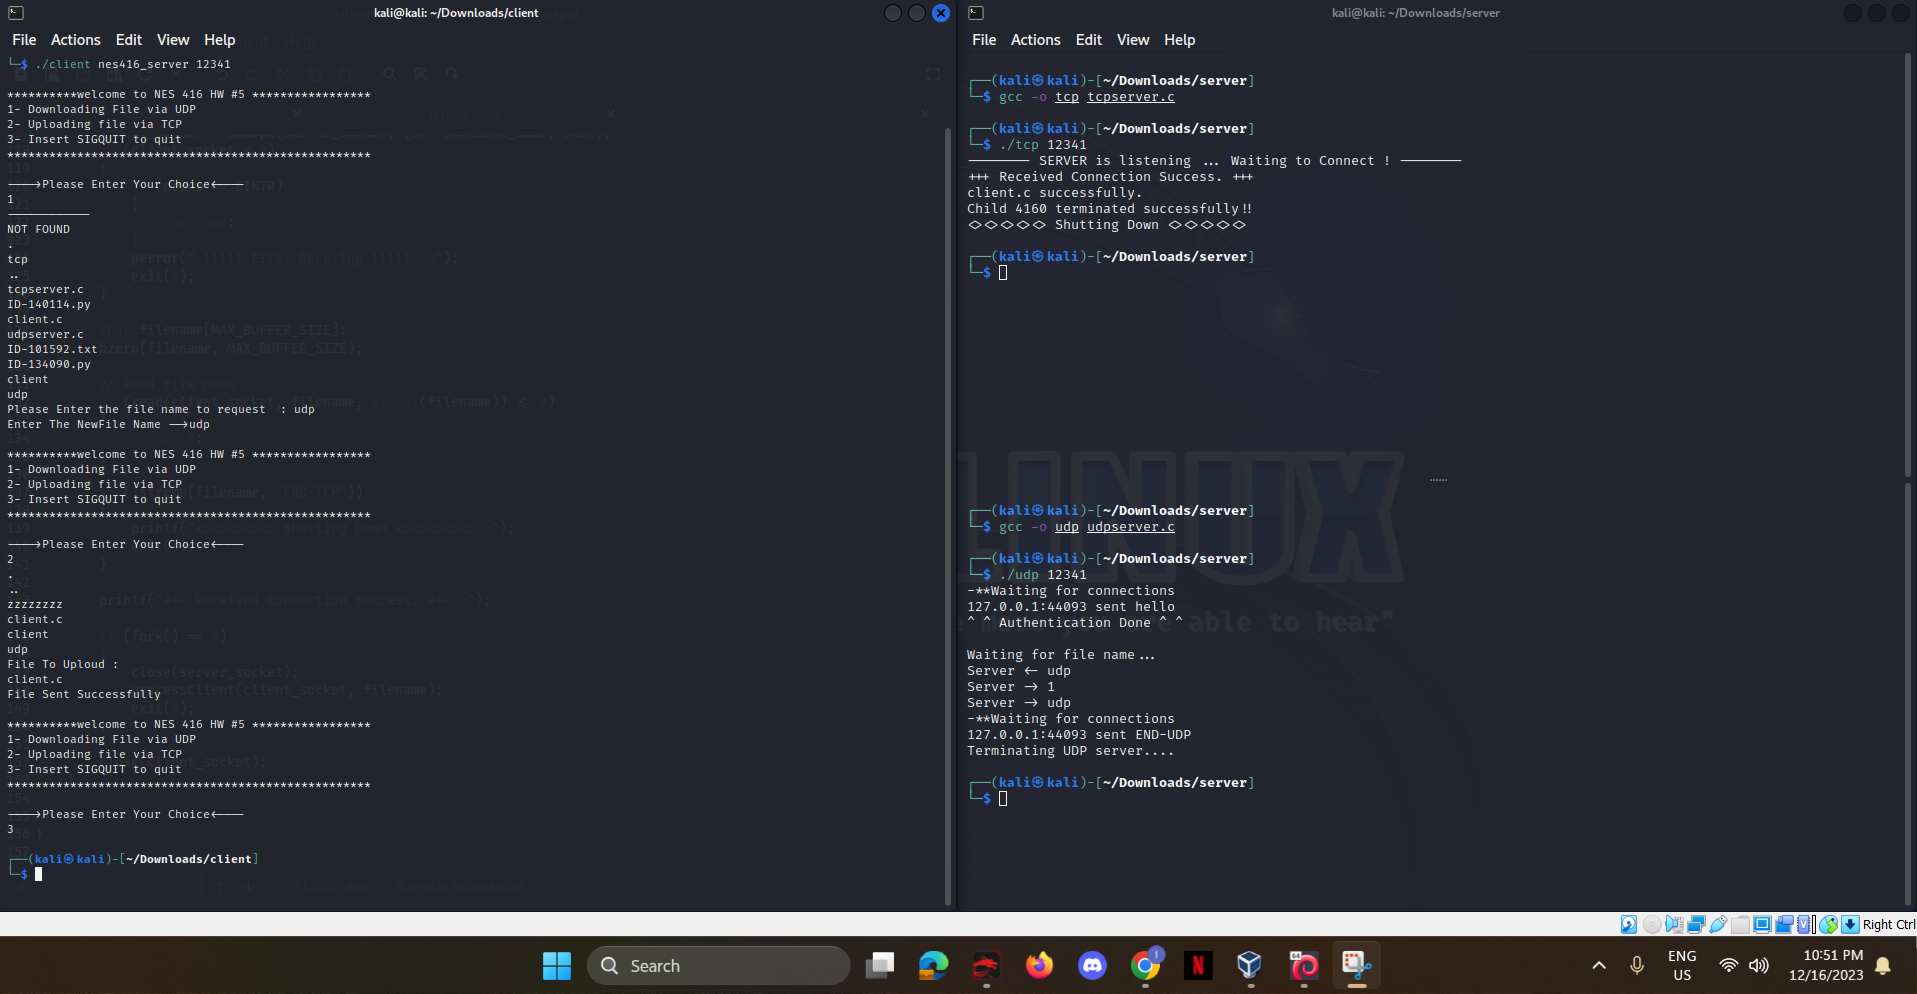 kali@kali: ~/Downloads/client
File Actions Edit View Help
└─$ ./client nes416_server 12341
**********welcome to NES 416 HW #5 *****************
1- Downloading File via UDP
2- Uploading file via TCP
3- Insert SIGQUIT to quit
****************************************************
---->Please Enter Your Choice<----
1
------------
NOT FOUND
.
tcp
..
tcpserver.c
ID-140114.py
client.c
udpserver.c
ID-101592.txt
ID-134090.py
client
udp
Please Enter the file name to request  : udp
Enter The NewFile Name -->udp
**********welcome to NES 416 HW #5 *****************
1- Downloading File via UDP
2- Uploading file via TCP
3- Insert SIGQUIT to quit
****************************************************
---->Please Enter Your Choice<----
2
.
..
zzzzzzzz
client.c
client
udp
File To Uploud :
client.c
File Sent Successfully
**********welcome to NES 416 HW #5 *****************
1- Downloading File via UDP
2- Uploading file via TCP
3- Insert SIGQUIT to quit
****************************************************
---->Please Enter Your Choice<----
3
┌──(kali㉿kali)-[~/Downloads/client]
└─$
kali@kali: ~/Downloads/server
File Actions Edit View Help
┌──(kali㉿kali)-[~/Downloads/server]
└─$ gcc -o tcp tcpserver.c
┌──(kali㉿kali)-[~/Downloads/server]
└─$ ./tcp 12341
-------- SERVER is listening ... Waiting to Connect ! --------
+++ Received Connection Success. +++
client.c successfully.
Child 4160 terminated successfully!!
<><><><><> Shutting Down <><><><><>
┌──(kali㉿kali)-[~/Downloads/server]
└─$
┌──(kali㉿kali)-[~/Downloads/server]
└─$ gcc -o udp udpserver.c
┌──(kali㉿kali)-[~/Downloads/server]
└─$ ./udp 12341
-**Waiting for connections
127.0.0.1:44093 sent hello
^ ^ Authentication Done ^ ^
Waiting for file name...
Server <- udp
Server -> 1
Server -> udp
-**Waiting for connections
127.0.0.1:44093 sent END-UDP
Terminating UDP server....
┌──(kali㉿kali)-[~/Downloads/server]
└─$
Right Ctrl
Search
ENG
US
10:51 PM
12/16/2023